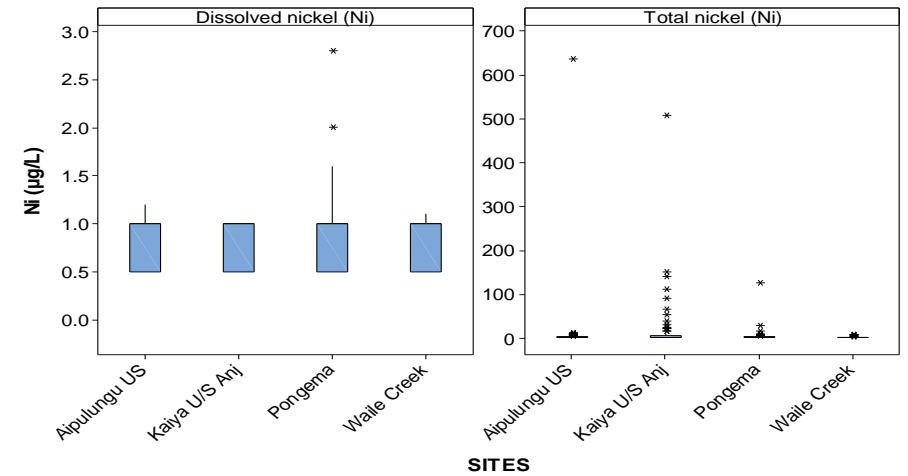 Dissolved nickel (Ni)
Total nickel (Ni)
Ni (µg/L)
3.0
2.5
2.0
1.5
1.0
0.5
0.0
700
600
500
400
300
200
100
0
Aipulungu US
Kaiya U/S Anj
Pongema
Waile Creek
Aipulungu US
Kaiya U/S Anj
Pongema
Waile Creek
SITES